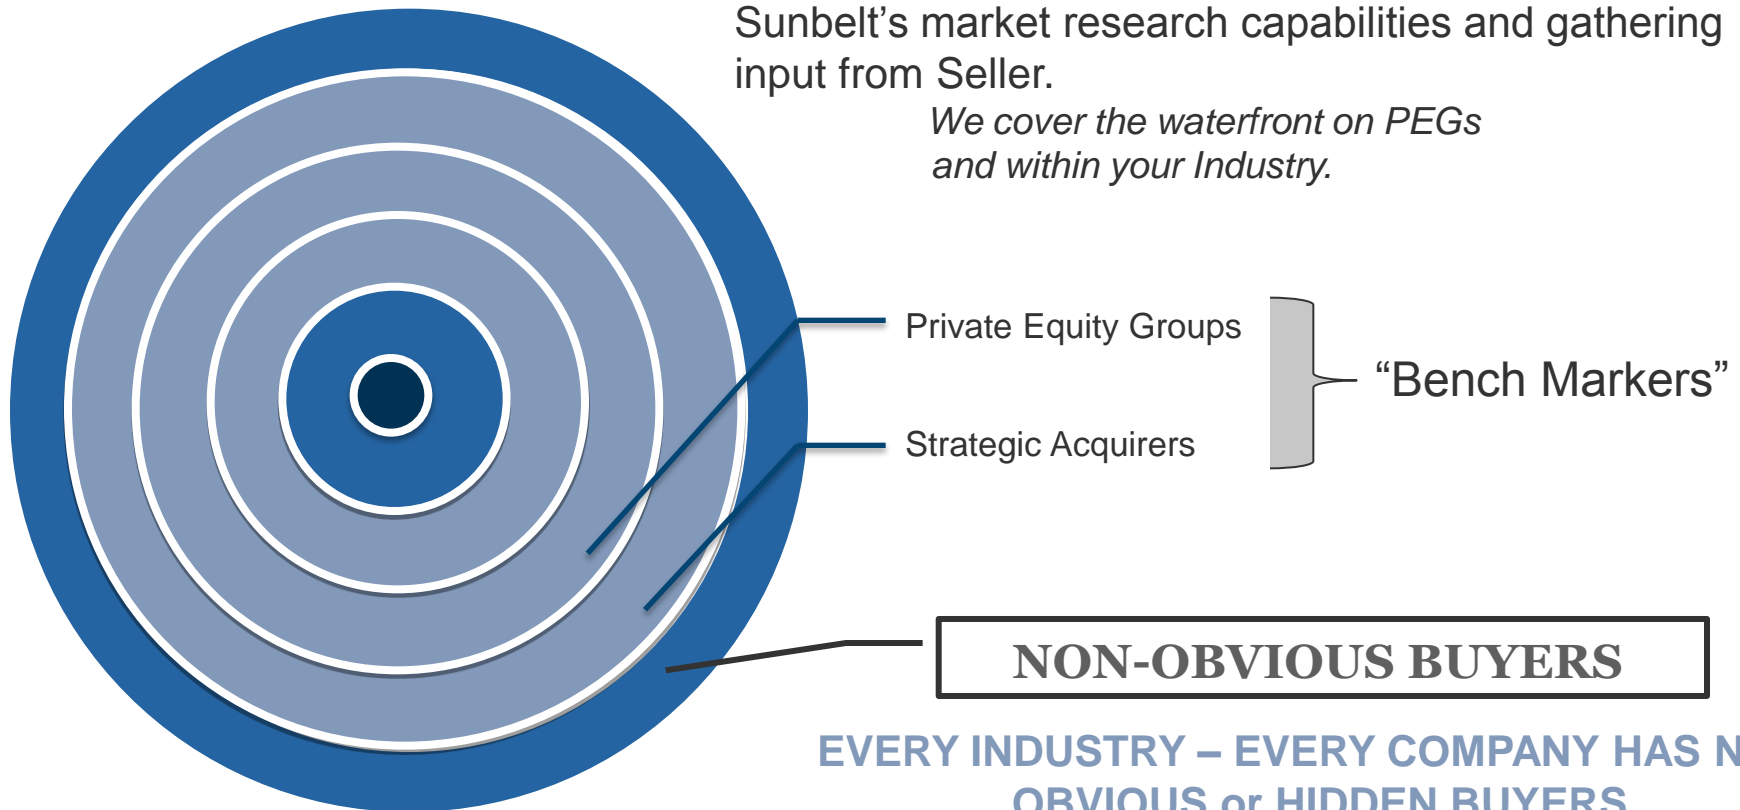 Sunbelt’s market research capabilities and gathering
input from Seller.
We cover the waterfront on PEGs
and within your Industry.
Private Equity Groups
“Bench Markers”
Strategic Acquirers
NON-OBVIOUS BUYERS
EVERY INDUSTRY – EVERY COMPANY HAS N
OBVIOUS or HIDDEN BUYERS